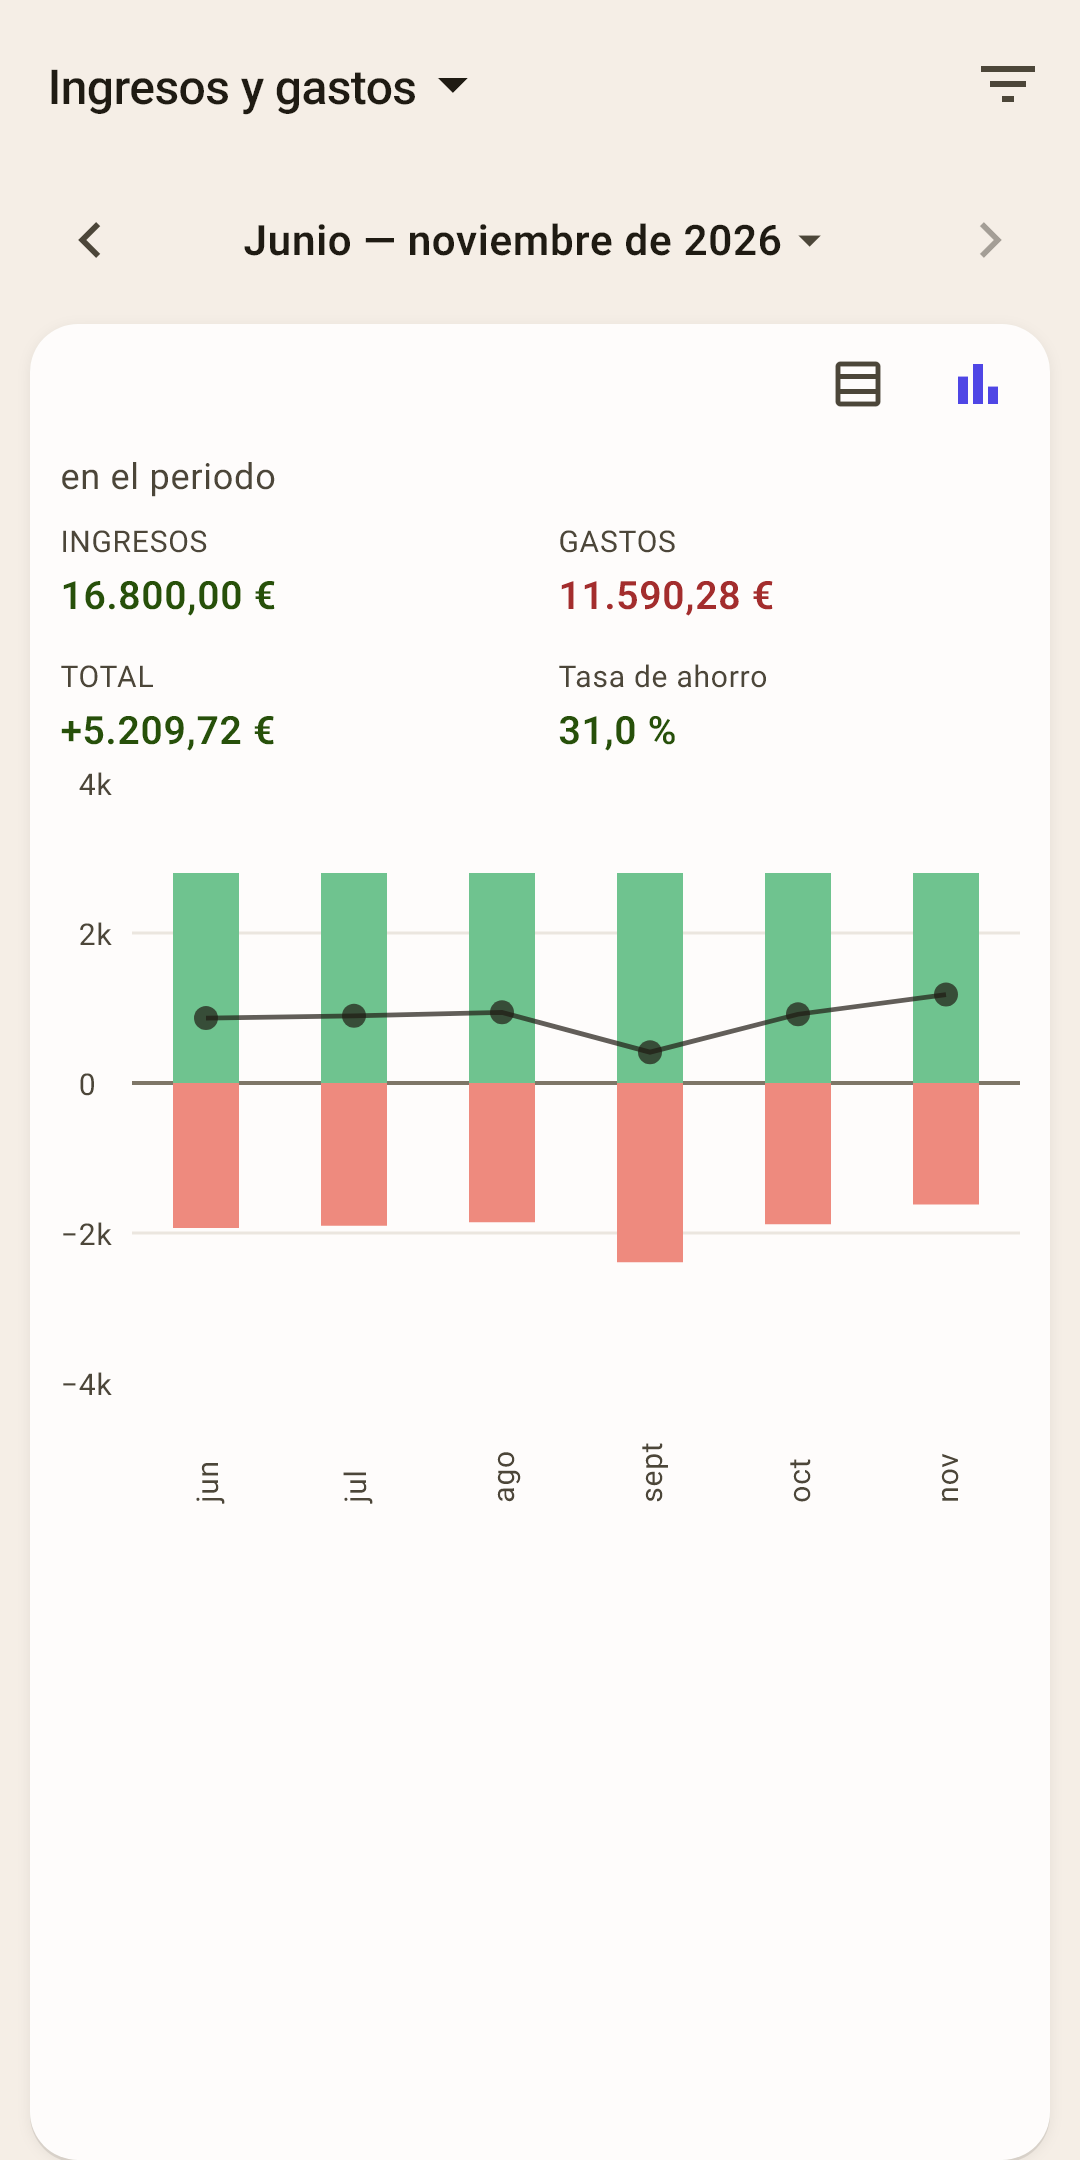 Ingresos y gastos
Junio — noviembre de 2026
en el periodo
INGRESOS
16.800,00 €
GASTOS
11.590,28 €
TOTAL
+5.209,72 €
Tasa de ahorro
31,0 %
4k
2k
0
−2k
−4k
jun
jul
ago
sept
oct
nov